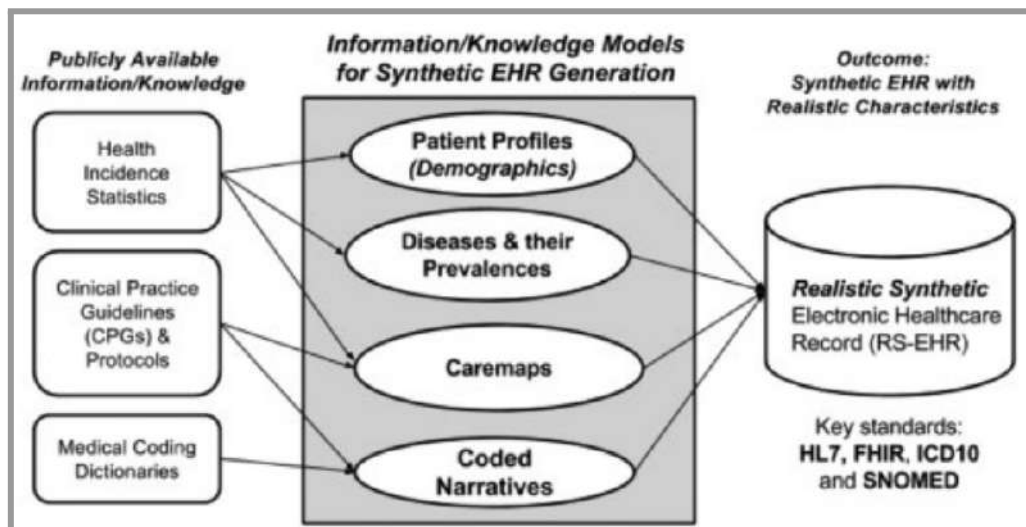 Publicly Available
Information/Knowledge
Health
Incidence
Statistics
Clinical Practice
Guidelines
(CPGs) &
Protocols
Medical Coding
Dictionaries
Information/Knowledge Models
for Synthetic EHR Generation
Patient Profiles
(Demographics)
Diseases & their
Prevalences
Caremaps
Coded
Narratives
Outcome:
Synthetic EHR with
Realistic Characteristics
Realistic Synthetic
Electronic Healthcare
Record (RS-EHR)
Key standards:
HL7, FHIR, ICD10
and SNOMED